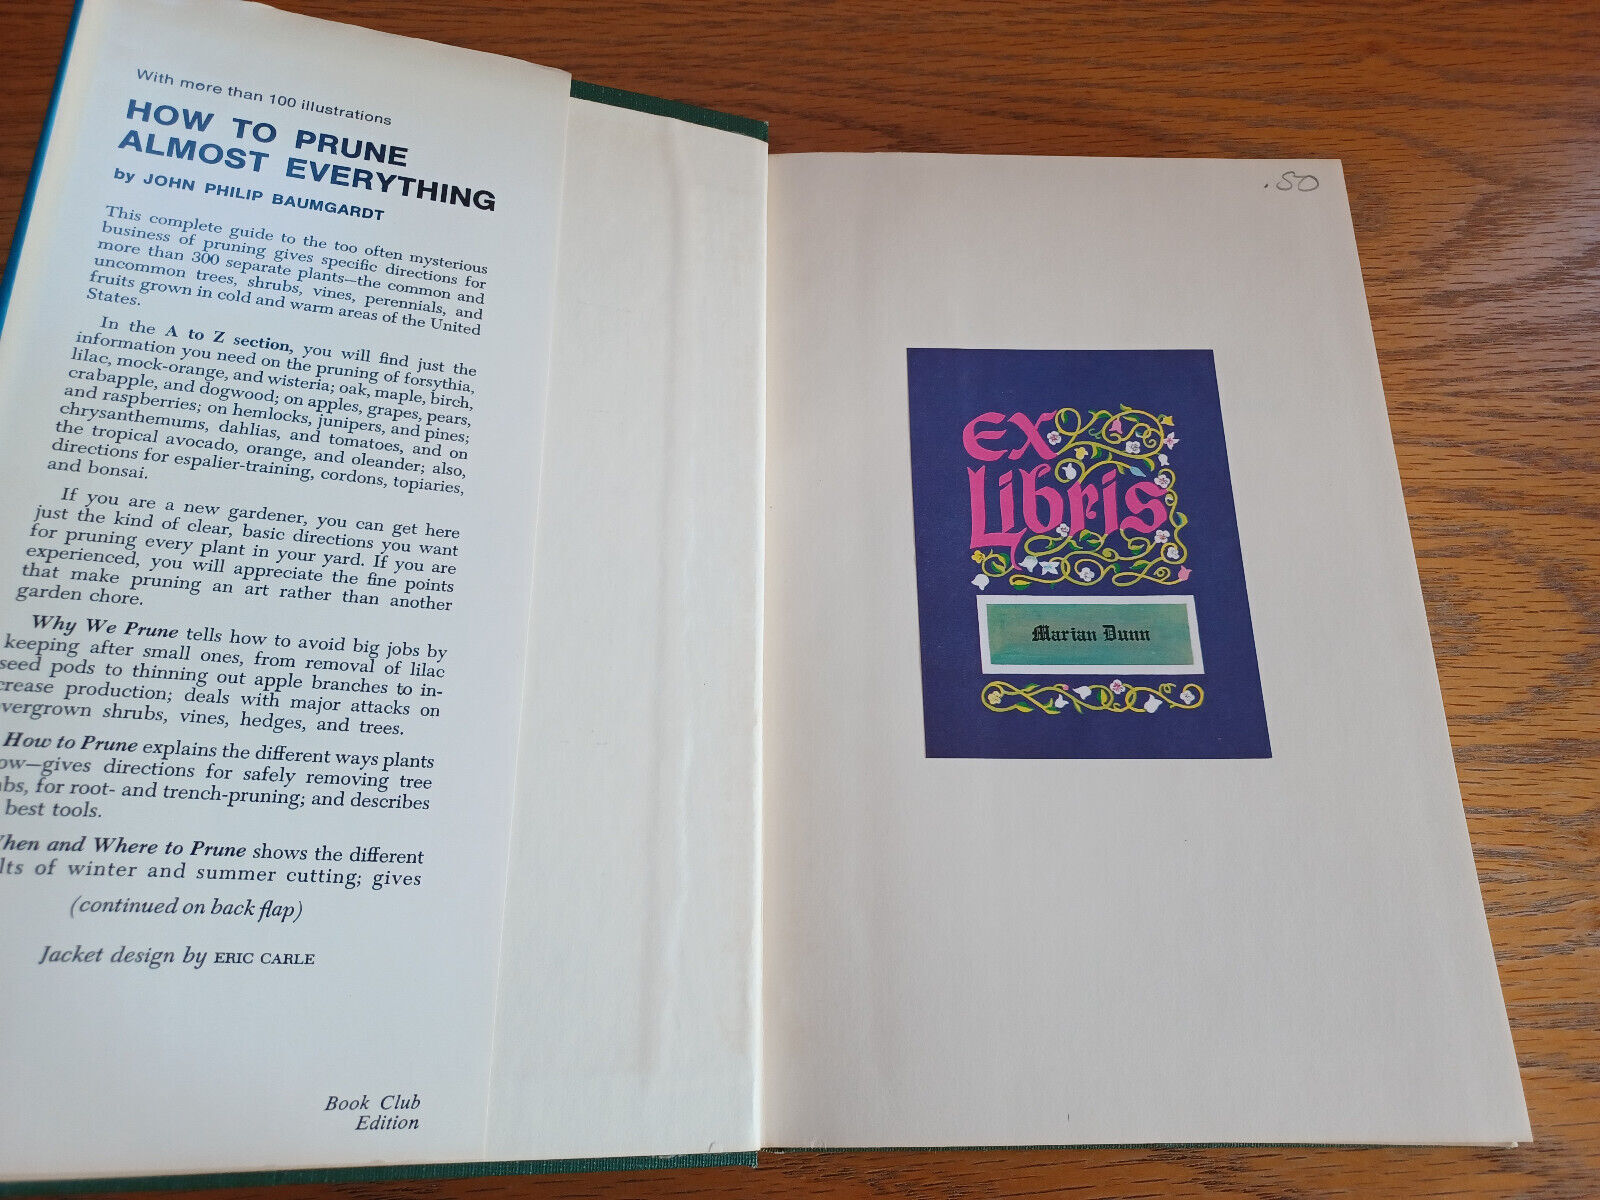 With more than 100 illustrations
HOW TO PRUNE
ALMOST EVERYTHING
by JOHN PHILIP BAUMGARDT
This complete guide to the too often mysterious
business of pruning gives specific directions for
more than 300 separate plants—the common and
uncommon trees, shrubs, vines, perennials, and
fruits grown in cold and warm areas of the United
States.
In the A to Z section, you will find just the
information you need on the pruning of forsythia,
lilac, mock-orange, and wisteria; oak, maple, birch,
crabapple, and dogwood; on apples, grapes, pears,
and raspberries; on hemlocks, junipers, and pines;
chrysanthemums, dahlias, and tomatoes, and on
the tropical avocado, orange, and oleander; also,
directions for espalier-training, cordons, topiaries,
and bonsai.
If you are a new gardener, you can get here
just the kind of clear, basic directions you want
for pruning every plant in your yard. If you are
experienced, you will appreciate the fine points
that make pruning an art rather than another
garden chore.
Why We Prune tells how to avoid big jobs by
keeping after small ones, from removal of lilac
seed pods to thinning out apple branches to in-
crease production; deals with major attacks on
vergrown shrubs, vines, hedges, and trees.
How to Prune explains the different ways plants
ow—gives directions for safely removing tree
bs, for root- and trench-pruning; and describes
best tools.
When and Where to Prune shows the different
lts of winter and summer cutting; gives
(continued on back flap)
Jacket design by ERIC CARLE
Book Club
Edition
.50
EX
Libris
Marian Dunn